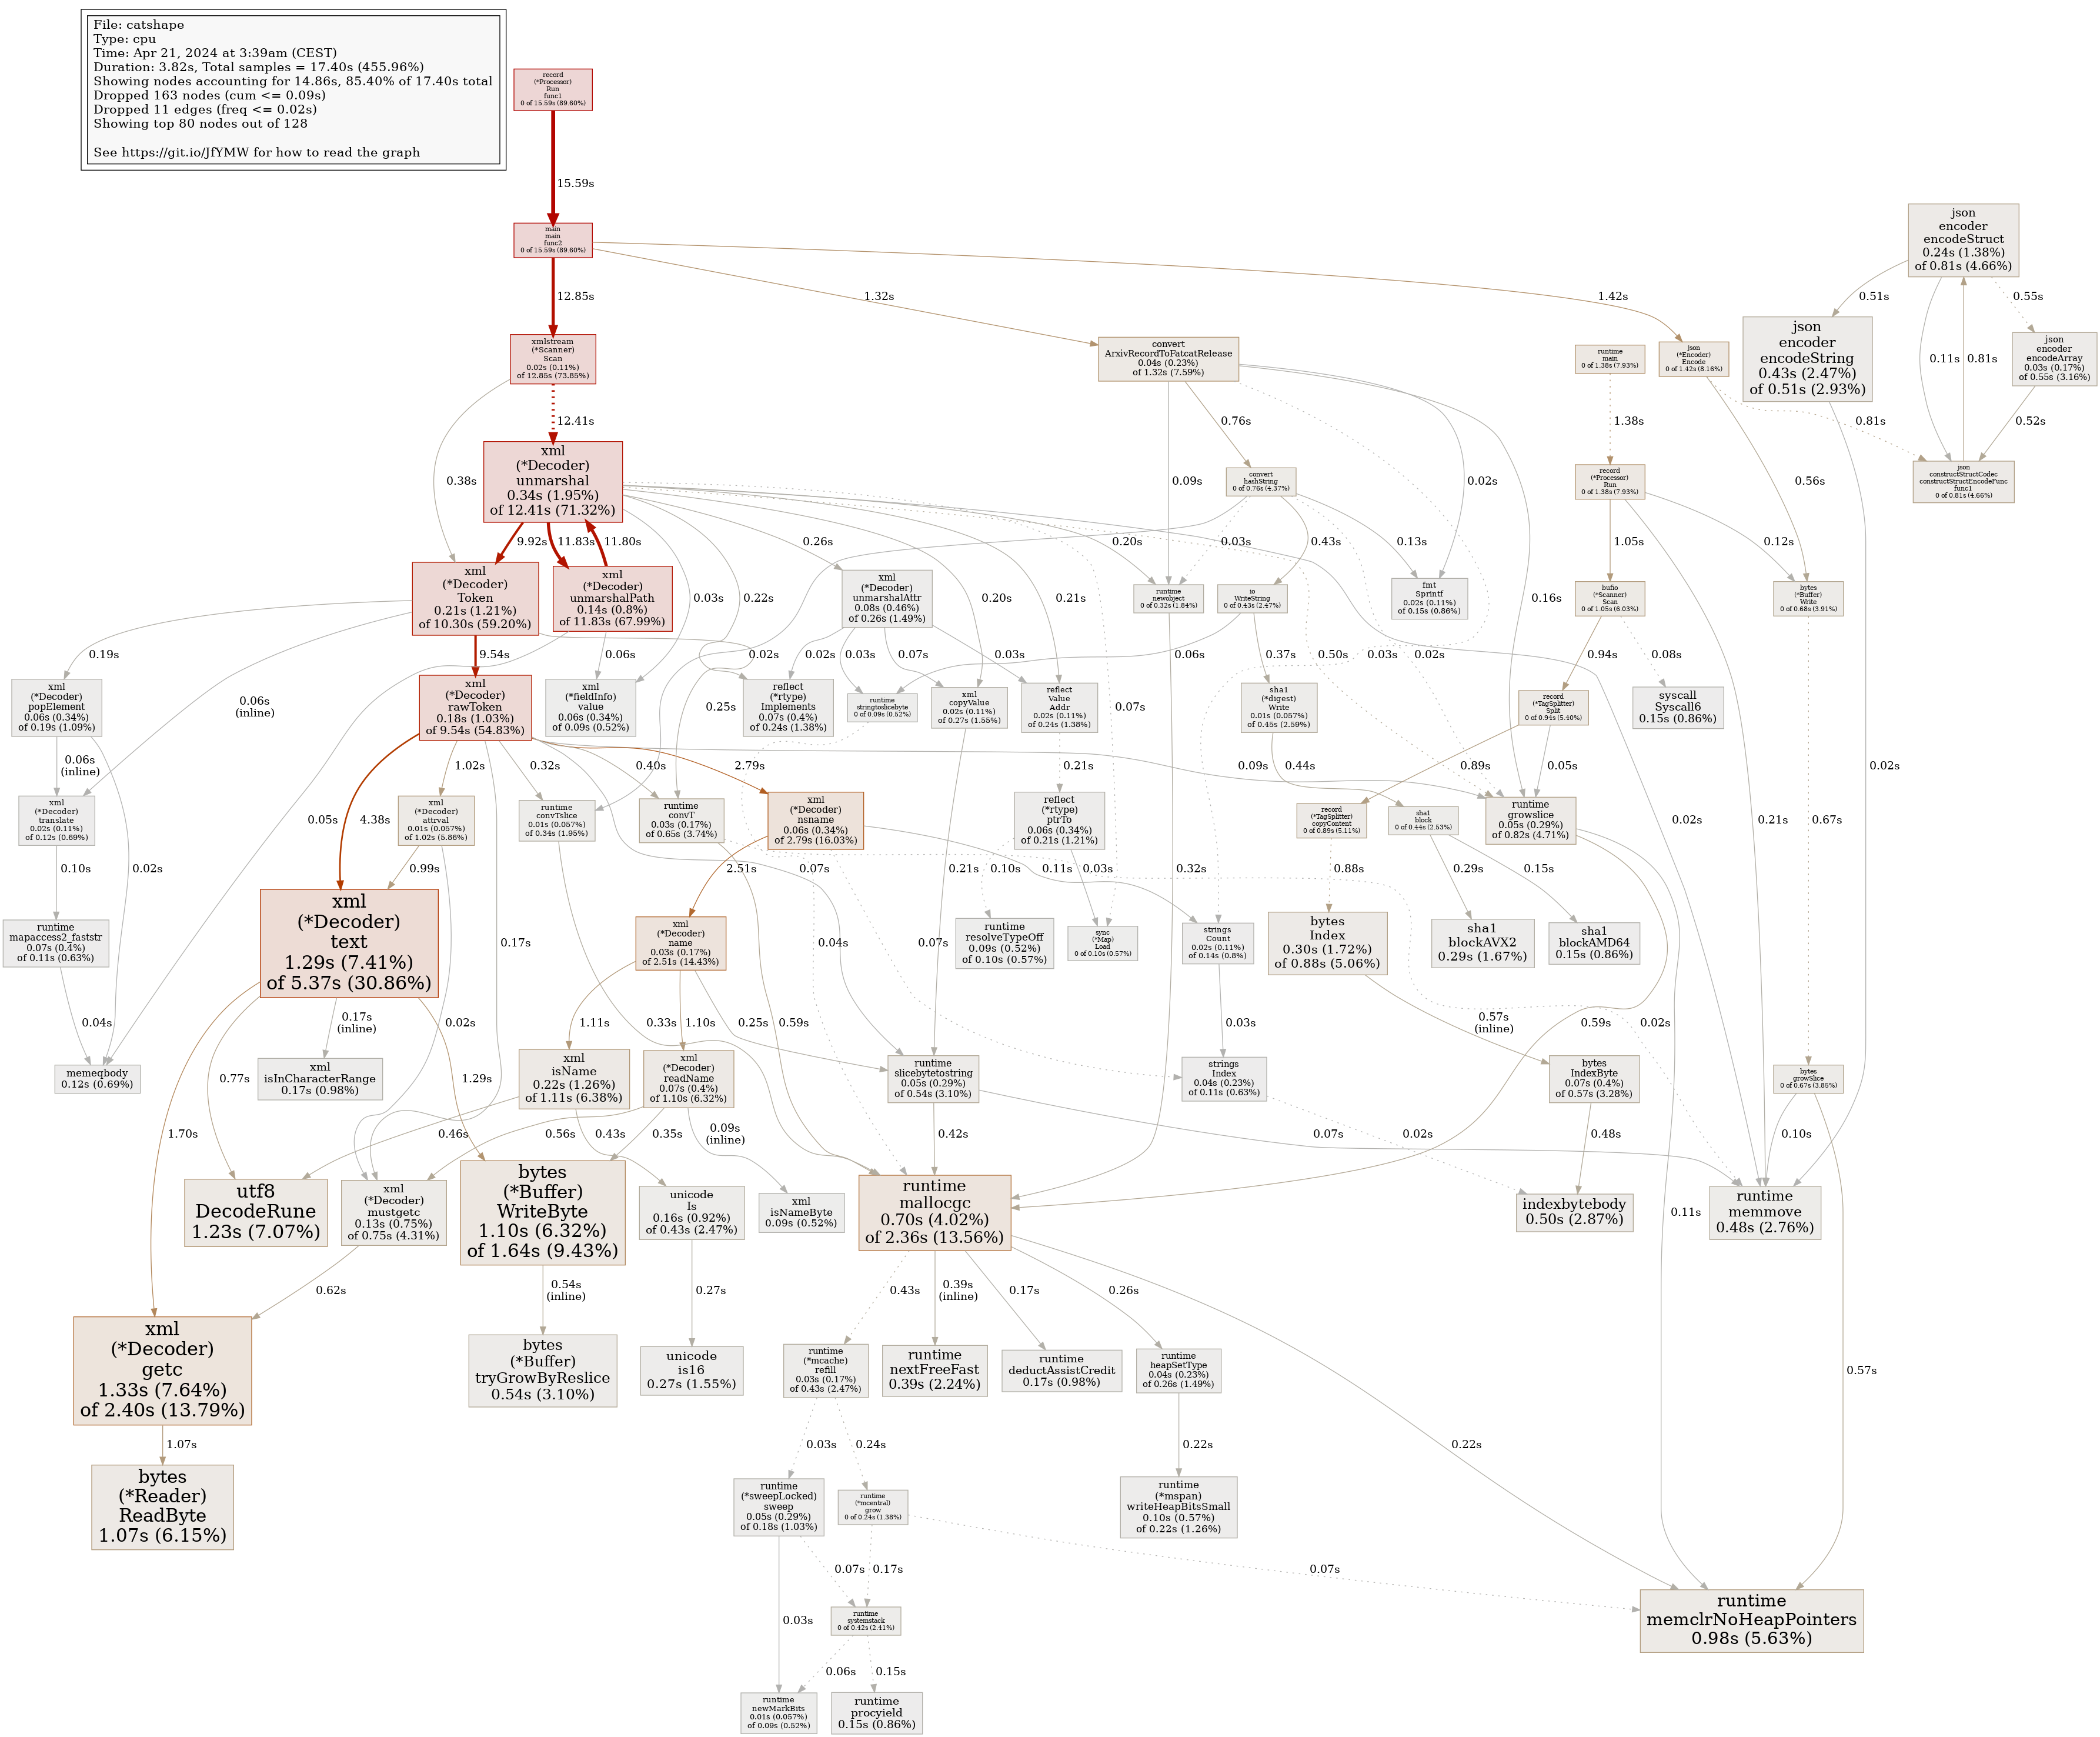 File: catshape
Type: cpu
Time: Apr 21, 2024 at 3:39am (CEST)
Duration: 3.82s, Total samples = 17.40s (455.96%)
Showing nodes accounting for 14.86s, 85.40% of 17.40s total
Dropped 163 nodes (cum <= 0.09s)
Dropped 11 edges (freq <= 0.02s)
Showing top 80 nodes out of 128
See https://git.io/JfYMW for how to read the graph
record
(*Processor)
Run
func1
0 of 15.59s (89.60%)
15.59s
main
main
func2
0 of 15.59s (89.60%)
12.85s
1.32s
1.42s
json
encoder
encodeStruct
0.24s (1.38%)
of 0.81s (4.66%)
0.51s
0.11s
0.81s
0.55s
xmlstream
(*Scanner)
Scan
0.02s (0.11%)
of 12.85s (73.85%)
0.38s
12.41s
convert
ArxivRecordToFatcatRelease
0.04s (0.23%)
of 1.32s (7.59%)
0.09s
0.76s
0.02s
0.16s
runtime
main
0 of 1.38s (7.93%)
1.38s
json
(*Encoder)
Encode
0 of 1.42s (8.16%)
0.56s
0.81s
json
encoder
encodeString
0.43s (2.47%)
of 0.51s (2.93%)
0.02s
json
encoder
encodeArray
0.03s (0.17%)
of 0.55s (3.16%)
0.52s
xml
(*Decoder)
unmarshal
0.34s (1.95%)
of 12.41s (71.32%)
9.92s
11.83s
11.80s
0.03s
0.22s
0.26s
0.20s
0.21s
0.20s
0.50s
0.07s
0.02s
convert
hashString
0 of 0.76s (4.37%)
0.02s
0.03s
0.43s
0.13s
0.02s
0.03s
record
(*Processor)
Run
0 of 1.38s (7.93%)
1.05s
0.21s
0.12s
json
constructStructCodec
constructStructEncodeFunc
func1
0 of 0.81s (4.66%)
xml
(*Decoder)
Token
0.21s (1.21%)
of 10.30s (59.20%)
0.19s
0.06s
(inline)
9.54s
0.25s
xml
(*Decoder)
unmarshalPath
0.14s (0.8%)
of 11.83s (67.99%)
0.05s
0.06s
xml
(*Decoder)
unmarshalAttr
0.08s (0.46%)
of 0.26s (1.49%)
0.02s
0.03s
0.07s
0.03s
runtime
newobject
0 of 0.32s (1.84%)
0.32s
io
WriteString
0 of 0.43s (2.47%)
0.06s
0.37s
fmt
Sprintf
0.02s (0.11%)
of 0.15s (0.86%)
bufio
(*Scanner)
Scan
0 of 1.05s (6.03%)
0.94s
0.08s
bytes
(*Buffer)
Write
0 of 0.68s (3.91%)
0.67s
xml
(*Decoder)
popElement
0.06s (0.34%)
of 0.19s (1.09%)
0.06s
(inline)
0.02s
xml
(*Decoder)
rawToken
0.18s (1.03%)
of 9.54s (54.83%)
4.38s
1.02s
0.17s
0.32s
0.40s
2.79s
0.07s
0.09s
xml
(*fieldInfo)
value
0.06s (0.34%)
of 0.09s (0.52%)
reflect
(*rtype)
Implements
0.07s (0.4%)
of 0.24s (1.38%)
runtime
stringtoslicebyte
0 of 0.09s (0.52%)
0.04s
xml
copyValue
0.02s (0.11%)
of 0.27s (1.55%)
0.21s
reflect
Value
Addr
0.02s (0.11%)
of 0.24s (1.38%)
0.21s
sha1
(*digest)
Write
0.01s (0.057%)
of 0.45s (2.59%)
0.44s
record
(*TagSplitter)
Split
0 of 0.94s (5.40%)
0.89s
0.05s
syscall
Syscall6
0.15s (0.86%)
xml
(*Decoder)
translate
0.02s (0.11%)
of 0.12s (0.69%)
0.10s
xml
(*Decoder)
attrval
0.01s (0.057%)
of 1.02s (5.86%)
0.99s
0.02s
runtime
convTslice
0.01s (0.057%)
of 0.34s (1.95%)
0.33s
runtime
convT
0.03s (0.17%)
of 0.65s (3.74%)
0.59s
0.02s
xml
(*Decoder)
nsname
0.06s (0.34%)
of 2.79s (16.03%)
2.51s
0.11s
0.07s
reflect
(*rtype)
ptrTo
0.06s (0.34%)
of 0.21s (1.21%)
0.10s
0.03s
record
(*TagSplitter)
copyContent
0 of 0.89s (5.11%)
0.88s
sha1
block
0 of 0.44s (2.53%)
0.29s
0.15s
runtime
growslice
0.05s (0.29%)
of 0.82s (4.71%)
0.59s
0.11s
xml
(*Decoder)
text
1.29s (7.41%)
of 5.37s (30.86%)
1.70s
0.77s
0.17s
(inline)
1.29s
runtime
mapaccess2_faststr
0.07s (0.4%)
of 0.11s (0.63%)
0.04s
xml
(*Decoder)
name
0.03s (0.17%)
of 2.51s (14.43%)
1.11s
1.10s
0.25s
runtime
resolveTypeOff
0.09s (0.52%)
of 0.10s (0.57%)
sync
(*Map)
Load
0 of 0.10s (0.57%)
strings
Count
0.02s (0.11%)
of 0.14s (0.8%)
0.03s
bytes
Index
0.30s (1.72%)
of 0.88s (5.06%)
0.57s
(inline)
sha1
blockAVX2
0.29s (1.67%)
sha1
blockAMD64
0.15s (0.86%)
memeqbody
0.12s (0.69%)
xml
isInCharacterRange
0.17s (0.98%)
xml
isName
0.22s (1.26%)
of 1.11s (6.38%)
0.46s
0.43s
xml
(*Decoder)
readName
0.07s (0.4%)
of 1.10s (6.32%)
0.56s
0.35s
0.09s
(inline)
runtime
slicebytetostring
0.05s (0.29%)
of 0.54s (3.10%)
0.42s
0.07s
strings
Index
0.04s (0.23%)
of 0.11s (0.63%)
0.02s
bytes
IndexByte
0.07s (0.4%)
of 0.57s (3.28%)
0.48s
bytes
growSlice
0 of 0.67s (3.85%)
0.10s
0.57s
utf8
DecodeRune
1.23s (7.07%)
xml
(*Decoder)
mustgetc
0.13s (0.75%)
of 0.75s (4.31%)
0.62s
bytes
(*Buffer)
WriteByte
1.10s (6.32%)
of 1.64s (9.43%)
0.54s
(inline)
unicode
Is
0.16s (0.92%)
of 0.43s (2.47%)
0.27s
xml
isNameByte
0.09s (0.52%)
runtime
mallocgc
0.70s (4.02%)
of 2.36s (13.56%)
0.43s
0.39s
(inline)
0.17s
0.26s
0.22s
indexbytebody
0.50s (2.87%)
runtime
memmove
0.48s (2.76%)
xml
(*Decoder)
getc
1.33s (7.64%)
of 2.40s (13.79%)
1.07s
bytes
(*Buffer)
tryGrowByReslice
0.54s (3.10%)
unicode
is16
0.27s (1.55%)
runtime
(*mcache)
refill
0.03s (0.17%)
of 0.43s (2.47%)
0.03s
0.24s
runtime
nextFreeFast
0.39s (2.24%)
runtime
deductAssistCredit
0.17s (0.98%)
runtime
heapSetType
0.04s (0.23%)
of 0.26s (1.49%)
0.22s
bytes
(*Reader)
ReadByte
1.07s (6.15%)
runtime
(*sweepLocked)
sweep
0.05s (0.29%)
of 0.18s (1.03%)
0.03s
0.07s
runtime
(*mcentral)
grow
0 of 0.24s (1.38%)
0.17s
0.07s
runtime
(*mspan)
writeHeapBitsSmall
0.10s (0.57%)
of 0.22s (1.26%)
runtime
systemstack
0 of 0.42s (2.41%)
0.06s
0.15s
runtime
memclrNoHeapPointers
0.98s (5.63%)
runtime
newMarkBits
0.01s (0.057%)
of 0.09s (0.52%)
runtime
procyield
0.15s (0.86%)